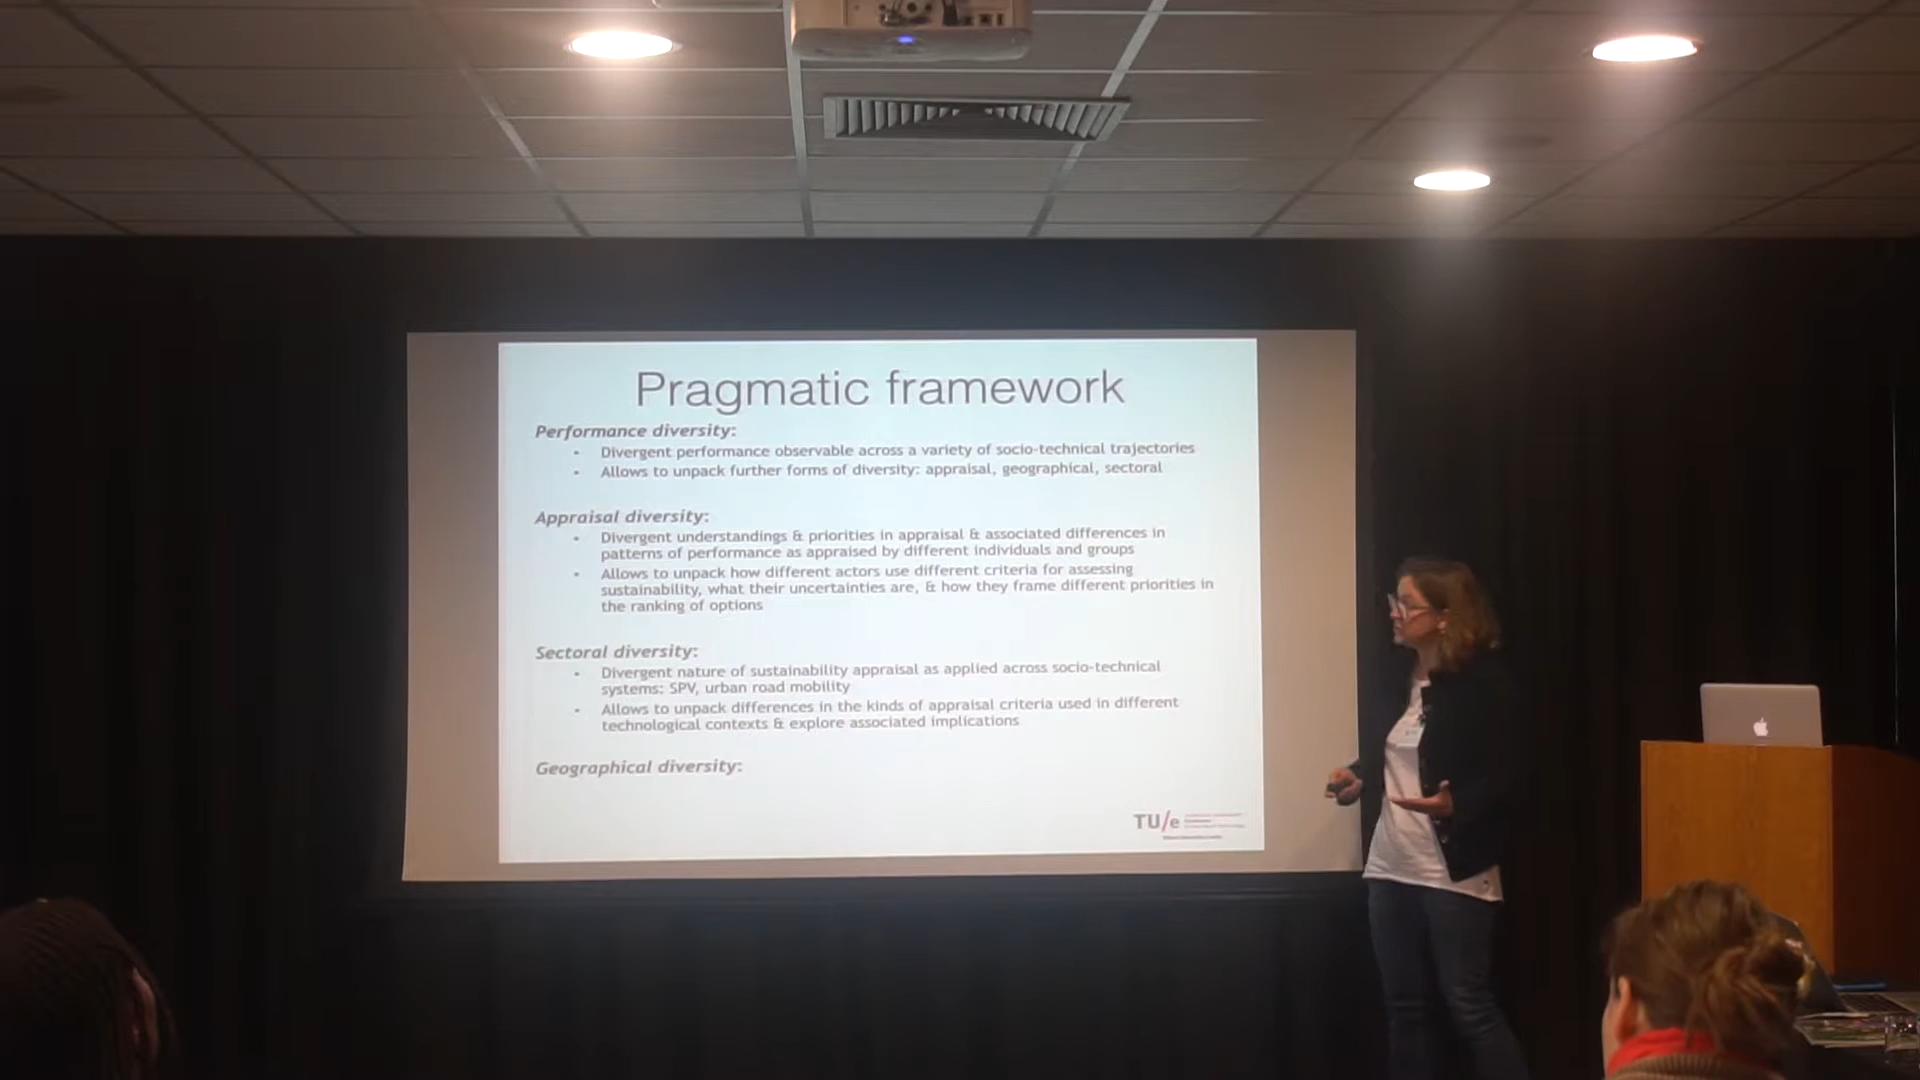 Pragmatic framework
Performance diversity:
• Divergent performance observable across a variety of socio-technical trajectories
• Allows to unpack further forms of diversity: appraisal, geographical, sectoral
Appraisal diversity:
• Divergent understandings & priorities in appraisal & associated differences in
patterns of performance as appraised by different individuals and groups
• Allows to unpack how different actors use different criteria for assessing
sustainability, what their uncertainties are, & how they frame different priorities in
the ranking of options
Sectoral diversity:
• Divergent nature of sustainability appraisal as applied across socio-technical
systems: SPV, urban road mobility
• Allows to unpack differences in the kinds of appraisal criteria used in different
technological contexts & explore associated implications
Geographical diversity:
TU/e